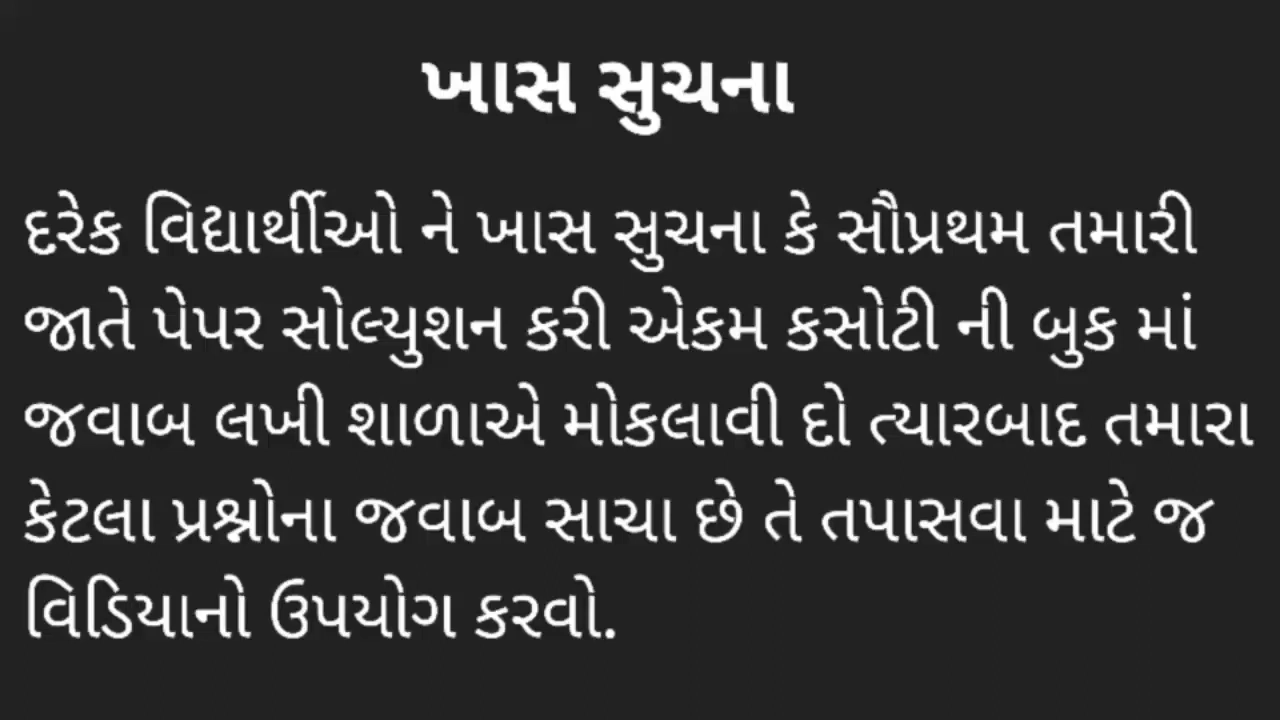 ખાસ સુચના
દરેક વિદ્યાર્થીઓ ને ખાસ સુચના કે સૌપ્રથમ તમારી
જાતે પેપર સોલ્યુશન કરી એકમ કસોટી ની બુક માં
જવાબ લખી શાળાએ મોકલાવી દો ત્યારબાદ તમારા
કેટલા પ્રશ્નોના જવાબ સાચા છે તે તપાસવા માટે જ
વિડિયાનો ઉપયોગ કરવો.